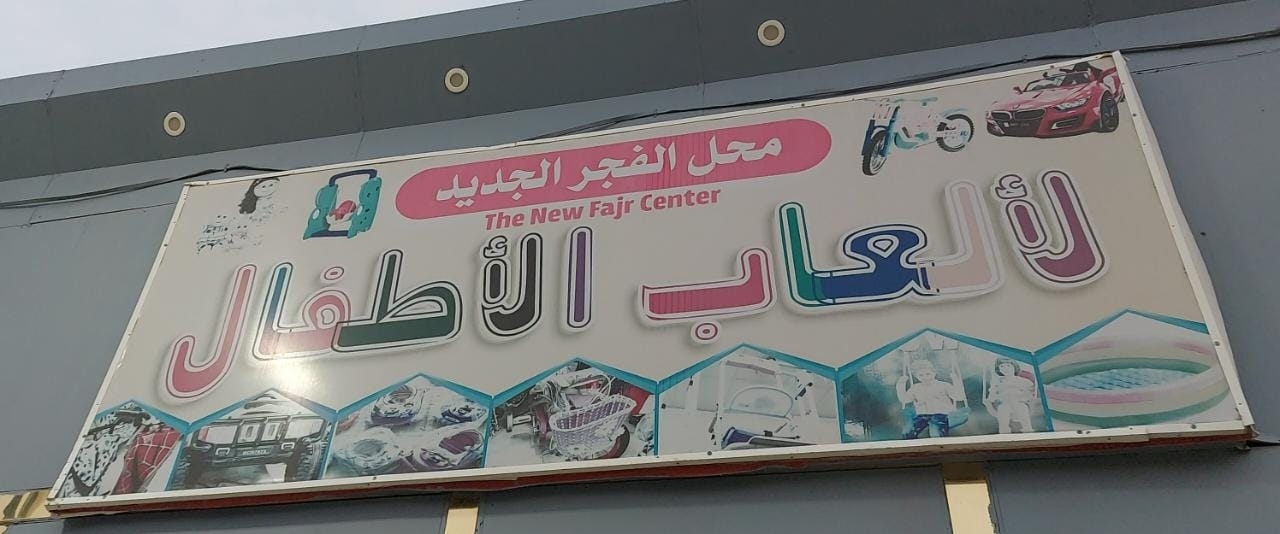 محل الفجر الجديد
The New Fajr Center
لألعاب الأطفال